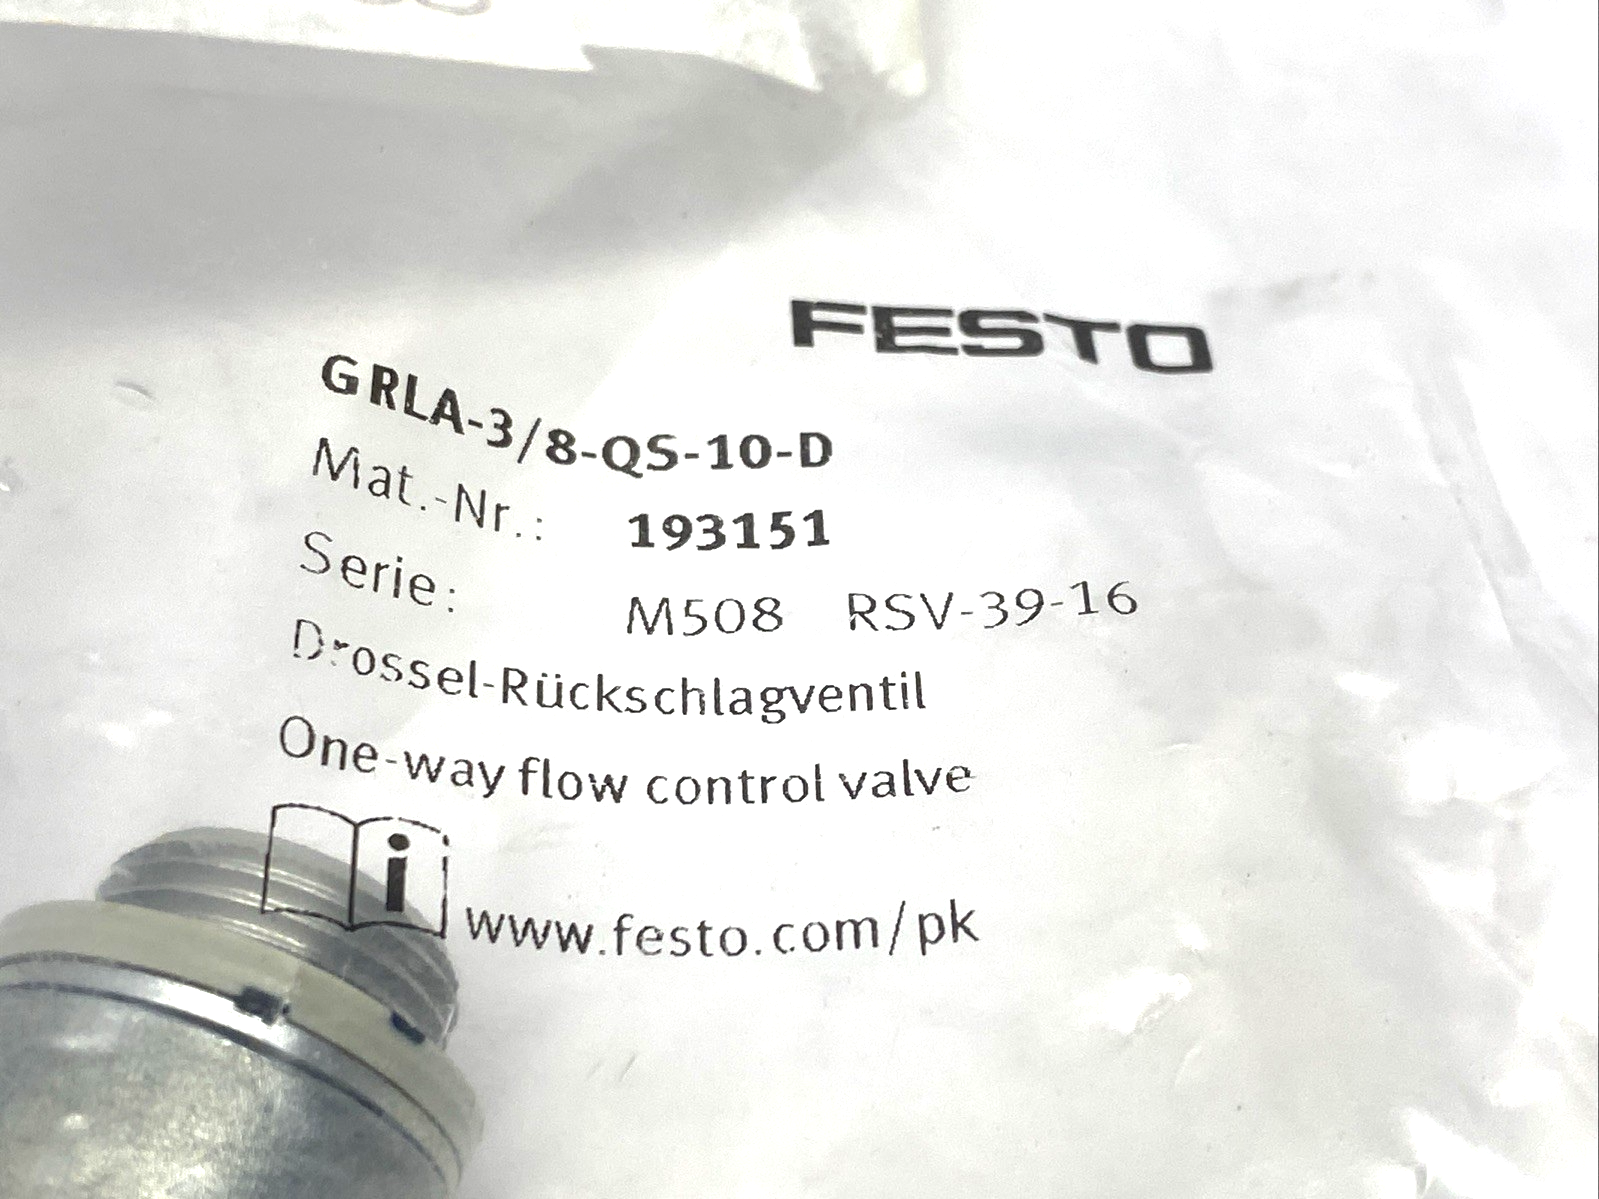 FESTO
GRLA-3/8-QS-10-D
Mat.-Nr.: 193151
Serie: M508 RSV-39-16
Drossel-Rückschlagventil
One-way flow control valve
i
www.festo.com/pk